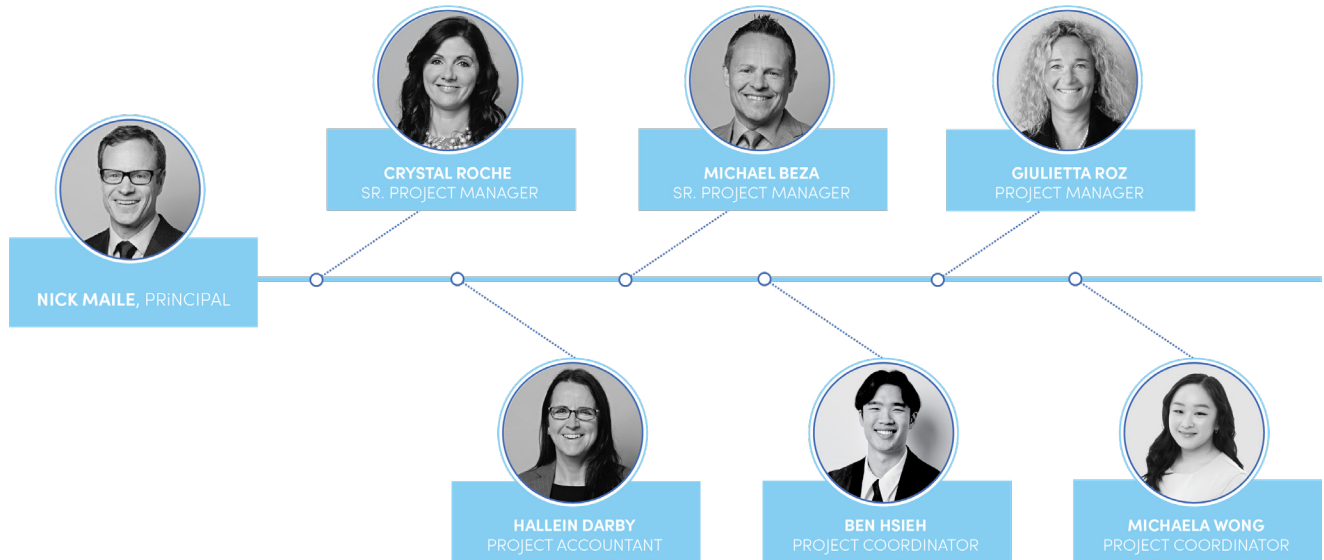 CRYSTAL ROCHE
SR. PROJECT MANAGER
MICHAEL BEZA
SR. PROJECT MANAGER
GIULIETTA ROZ
PROJECT MANAGER
NICK MAILE, PRiNCIPAL
HALLEIN DARBY
PROJECT ACCOUNTANT
BEN HSIEH
PROJECT COORDINATOR
MICHAELA WONG
PROJECT COORDINATOR